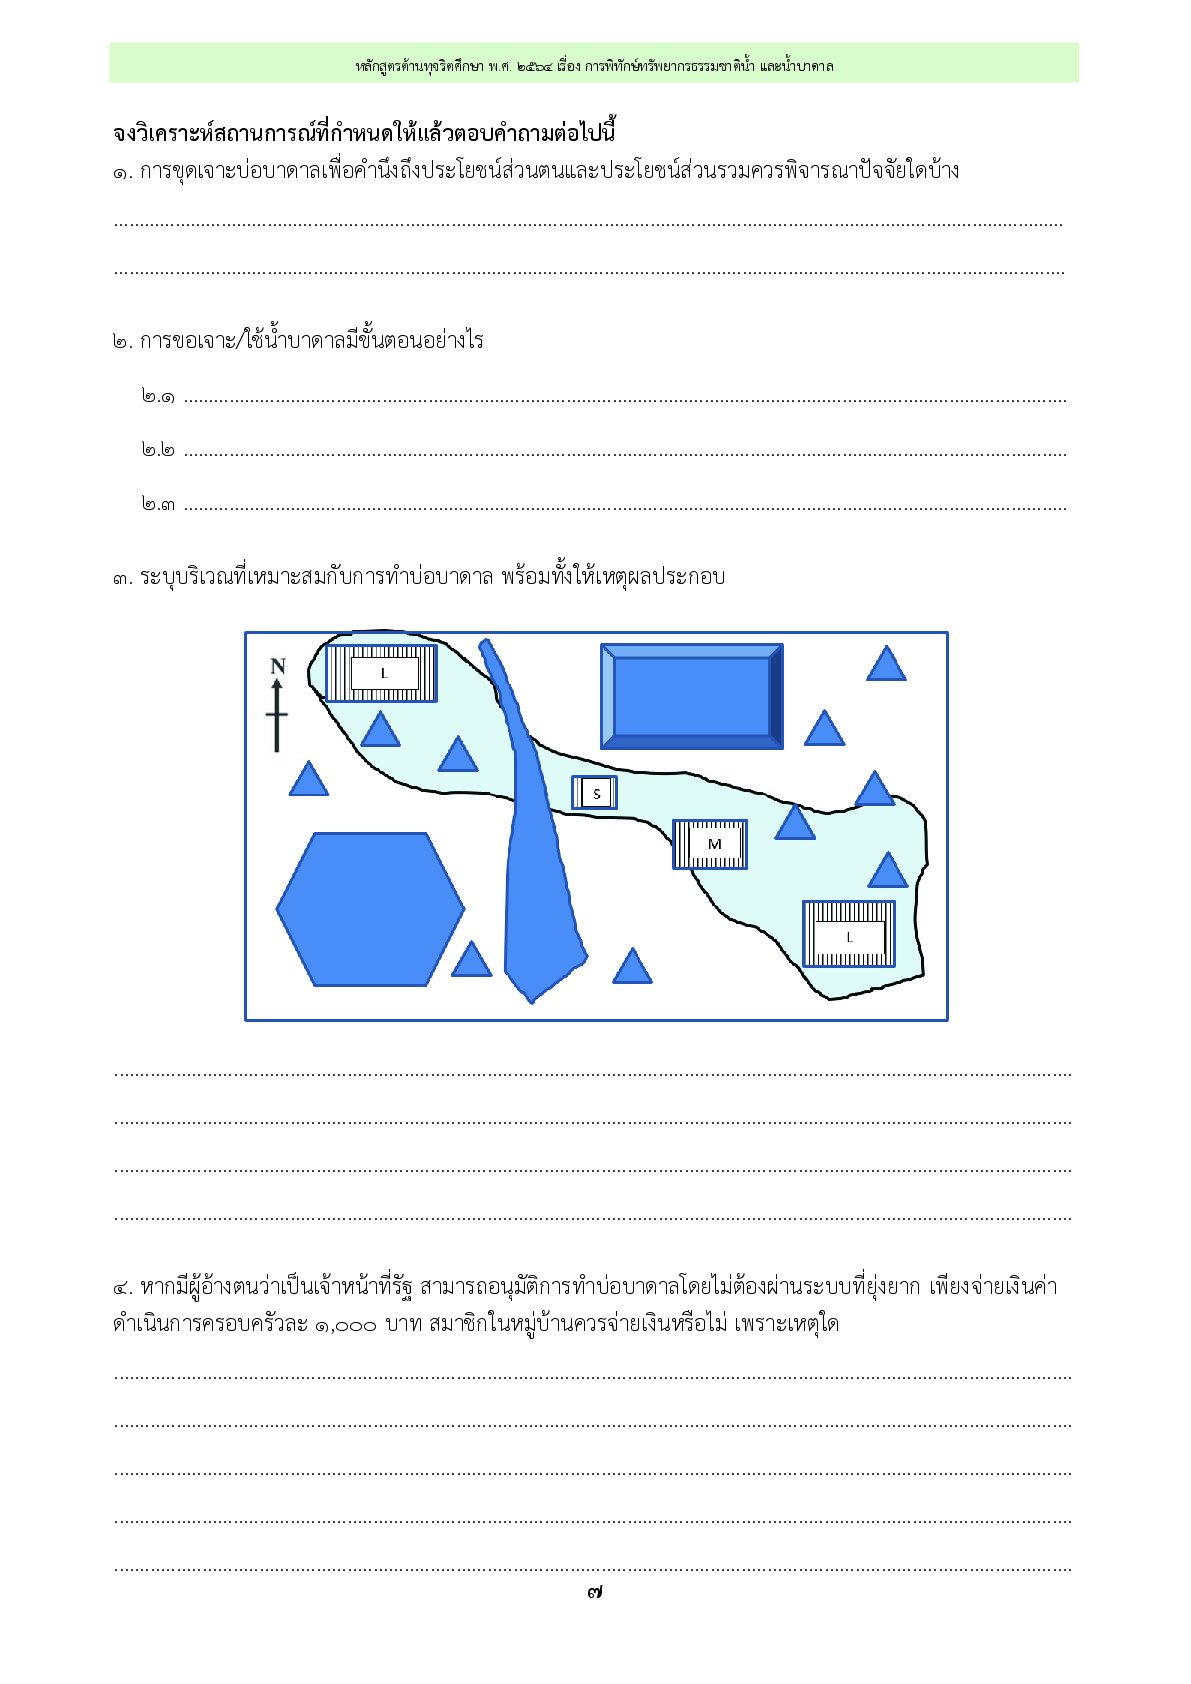 หลักสูตรต้านทุจริตศึกษา พ.ศ. ๒๕๖๔ เรื่อง การพิทักษ์ทรัพยากรธรรมชาติน้ำ และน้ำบาดาล
จงวิเคราะห์สถานการณ์ที่กำหนดให้แล้วตอบคำถามต่อไปนี้
๑. การขุดเจาะบ่อบาดาลเพื่อคำนึงถึงประโยชน์ส่วนตนและประโยชน์ส่วนรวมควรพิจารณาปัจจัยใดบ้าง
๒. การขอเจาะ/ใช้น้ำบาดาลมีขั้นตอนอย่างไร
๒.๑
๒.๒
๒.๓
๓. ระบุบริเวณที่เหมาะสมกับการทำบ่อบาดาล พร้อมทั้งให้เหตุผลประกอบ
N
L
S
M
L
๔. หากมีผู้อ้างตนว่าเป็นเจ้าหน้าที่รัฐ สามารถอนุมัติการทำบ่อบาดาลโดยไม่ต้องผ่านระบบที่ยุ่งยาก เพียงจ่ายเงินค่า
ดำเนินการครอบครัวละ ๑,๐๐๐ บาท สมาชิกในหมู่บ้านควรจ่ายเงินหรือไม่ เพราะเหตุใด
๗